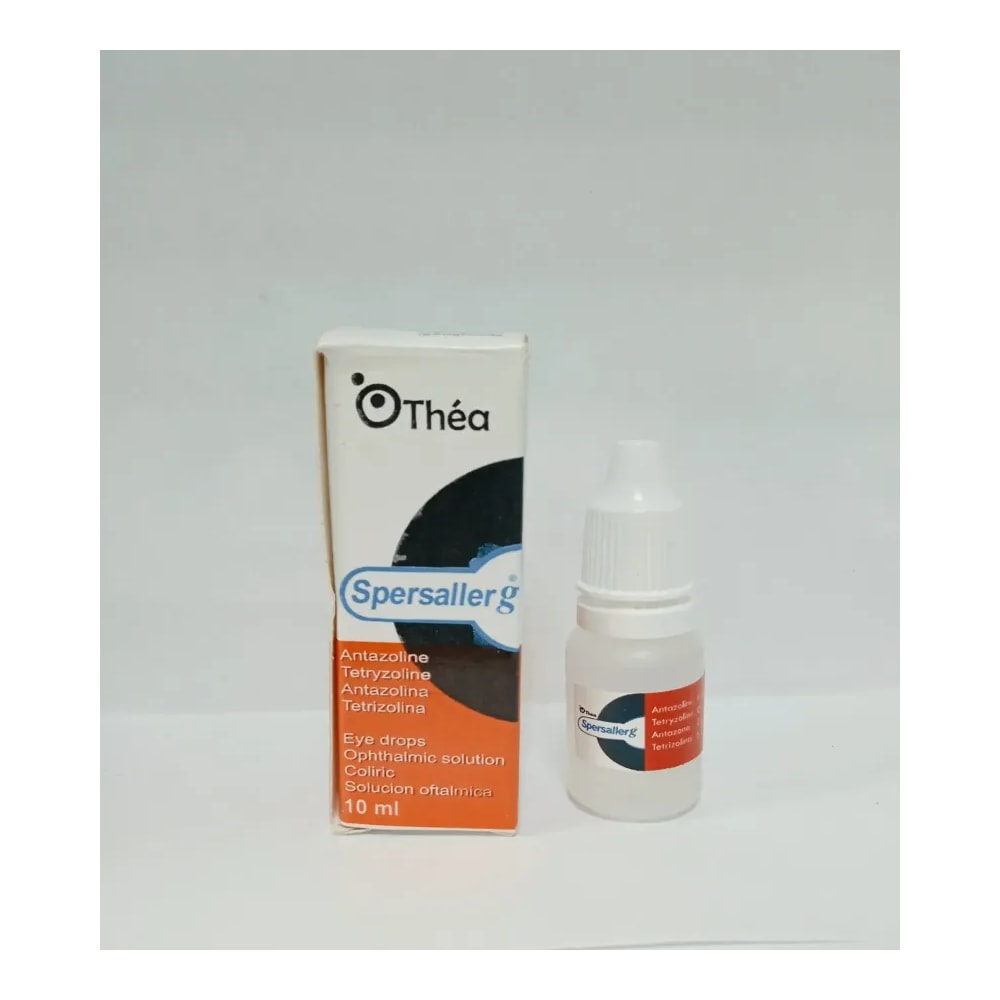 Théa
Spersallerg®
Antazoline
Tetryzoline
Antazolina
Tetrizolina
Eye drops
Ophthalmic solution
Coliric
Solucion oftalmica
10 ml
Théa
Spersallerg
Antazoline
Tetryzoline
Tetrizolina